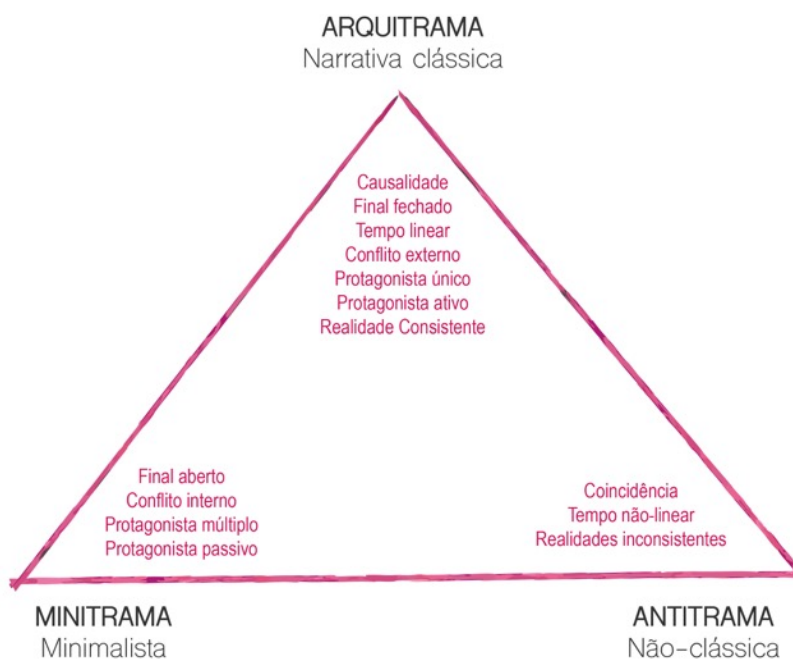 ARQUITRAMA
Narrativa clássica
Causalidade
Final fechado
Tempo linear
Conflito externo
Protagonista único
Protagonista ativo
Realidade Consistente
Final aberto
Conflito interno
Protagonista múltiplo
Protagonista passivo
Coincidência
Tempo não-linear
Realidades inconsistentes
MINITRAMA
Minimalista
ANTITRAMA
Não-clássica